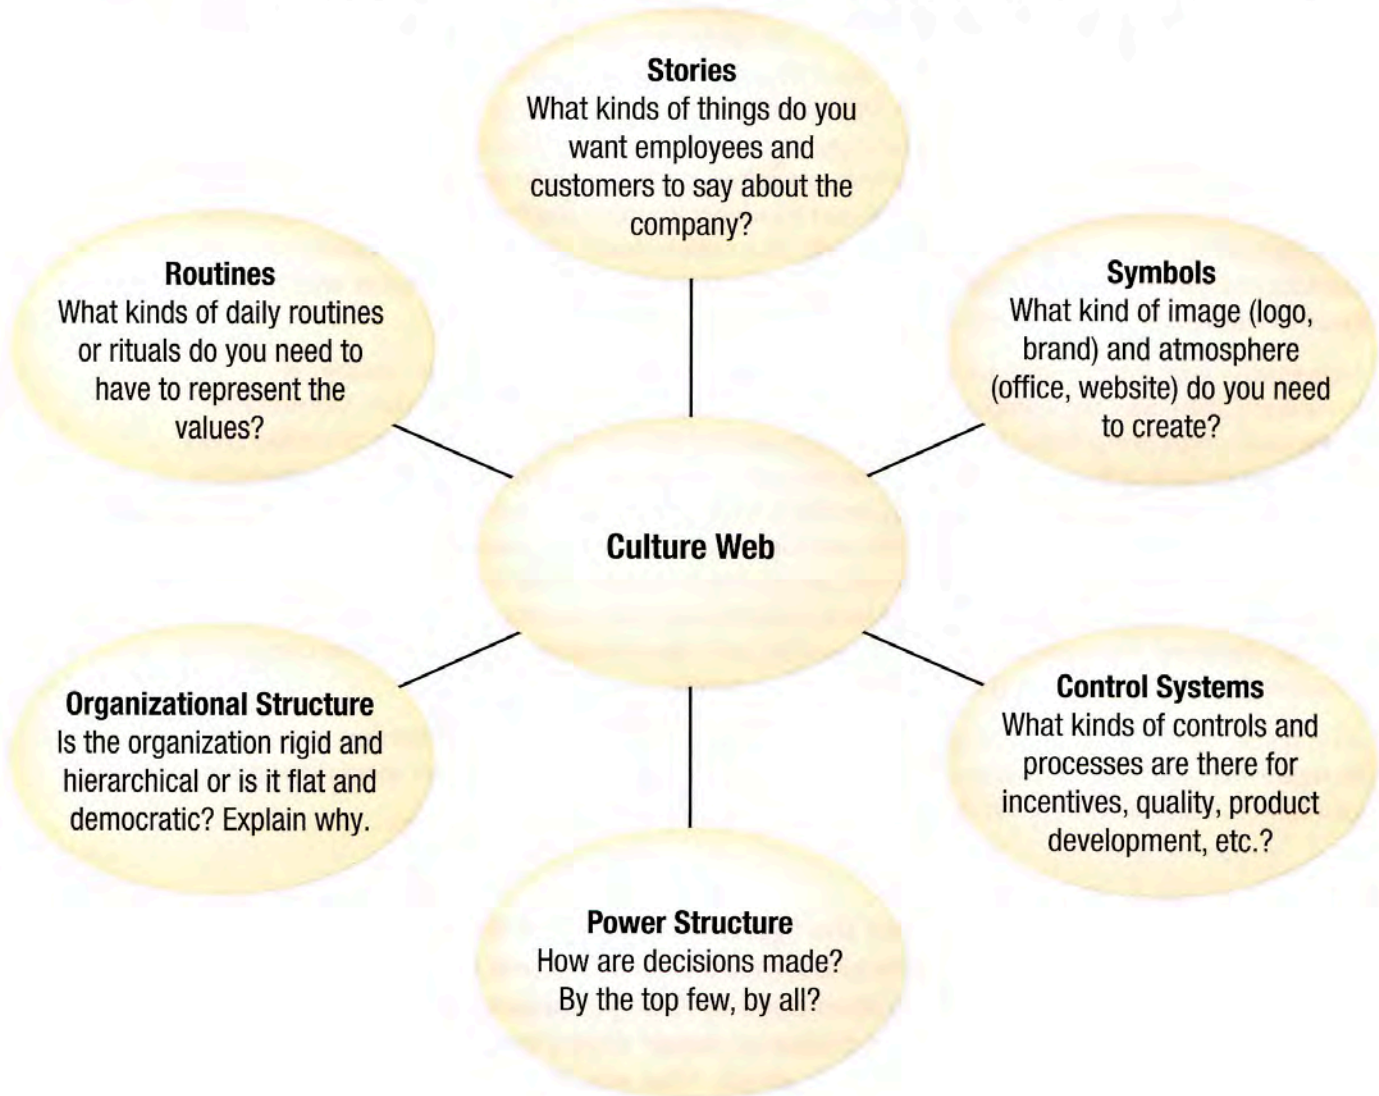 Stories
What kinds of things do you
want employees and
customers to say about the
company?
Routines
What kinds of daily routines
or rituals do you need to
have to represent the
values?
Symbols
What kind of image (logo,
brand) and atmosphere
(office, website) do you need
to create?
Culture Web
Organizational Structure
Is the organization rigid and
hierarchical or is it flat and
democratic? Explain why.
Control Systems
What kinds of controls and
processes are there for
incentives, quality, product
development, etc.?
Power Structure
How are decisions made?
By the top few, by all?